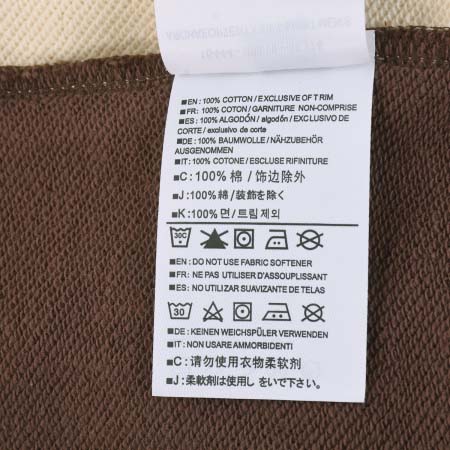 ■EN: 100% COTTON / EXCLUSIVE OF TRIM
■FR: 100% COTON / GARNITURE NON-COMPRISE
■ES: 100% ALGODÓN / algodón / EXCLUSIVO DE
CORTE / exclusivo de corte
■DE: 100% BAUMWOLLE / NÄHZUBEHÖR
AUSGENOMMEN
■IT: 100% COTONE / ESCLUSE RIFINITURE
■C: 100% 棉 / 饰边除外
■J: 100% 綿/装飾を除く
■K: 100% 면/트림 제외
30C
■EN: DO NOT USE FABRIC SOFTENER
■FR: NE PAS UTILISER D'ASSOUPLISSANT
■ES: NO UTILIZAR SUAVIZANTE DE TELAS
30
■DE: KEINEN WEICHSPÜLER VERWENDEN
■IT: NON USARE AMMORBIDENTI
■C: 请勿使用衣物柔软剂
■J: 柔軟剤は使用し をいで下さい。